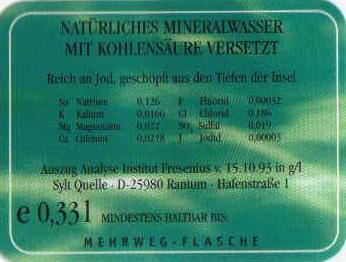 NATÜRLICHES MINERALWASSER
MIT KOHLENSÄURE VERSETZT
Reich an Jod, geschöpft aus den Tiefen der Insel
Na Natrium 0,126 F Fluorid 0,00032
K Kalium 0,0166 Cl Chlorid 0,186
Mg Magnesium 0,022 SO Sulfat 0,019
Ca Calcium 0,0218 I Jodid 0,00003
Auszug Analyse Institut Fresenius v. 15.10.93 in g/l
Sylt Quelle · D-25980 Rantum · Hafenstraße 1
e 0,33 l MINDESTENS HALTBAR BIS:
MEHRWEG-FLASCHE